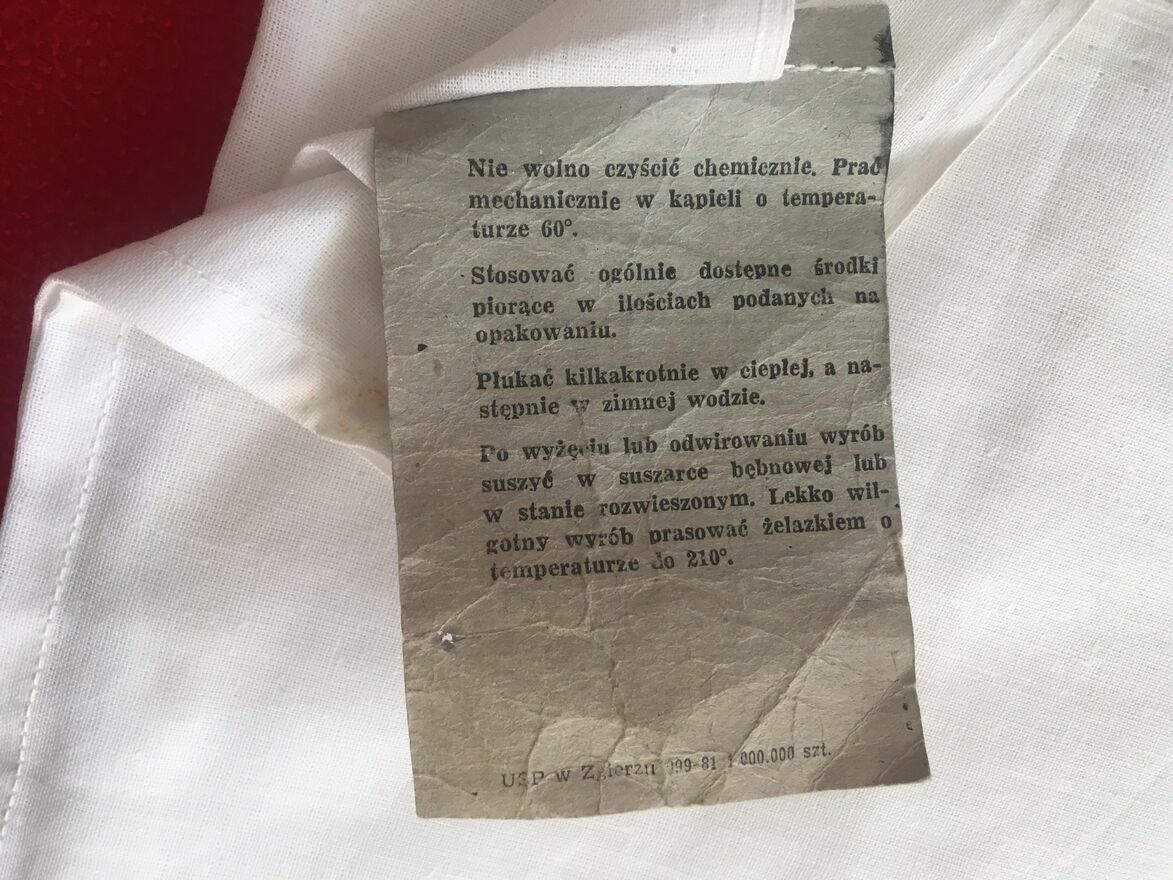 Nie wolno czyścić chemicznie. Prać
mechanicznie w kąpieli o tempera-
turze 60°.
Stosować ogólnie dostępne środki
piorące w ilościach podanych na
opakowaniu.
Płukać kilkakrotnie w ciepłej, a na-
stępnie w zimnej wodzie.
Po wyżęciu lub odwirowaniu wyrób
suszyć w suszarce bębnowej lub
w stanie rozwieszonym. Lekko wil-
gotny wyrób prasować żelazkiem o
temperaturze do 210°.
USP w Zgierzu 999-81 1 000.000 szt.